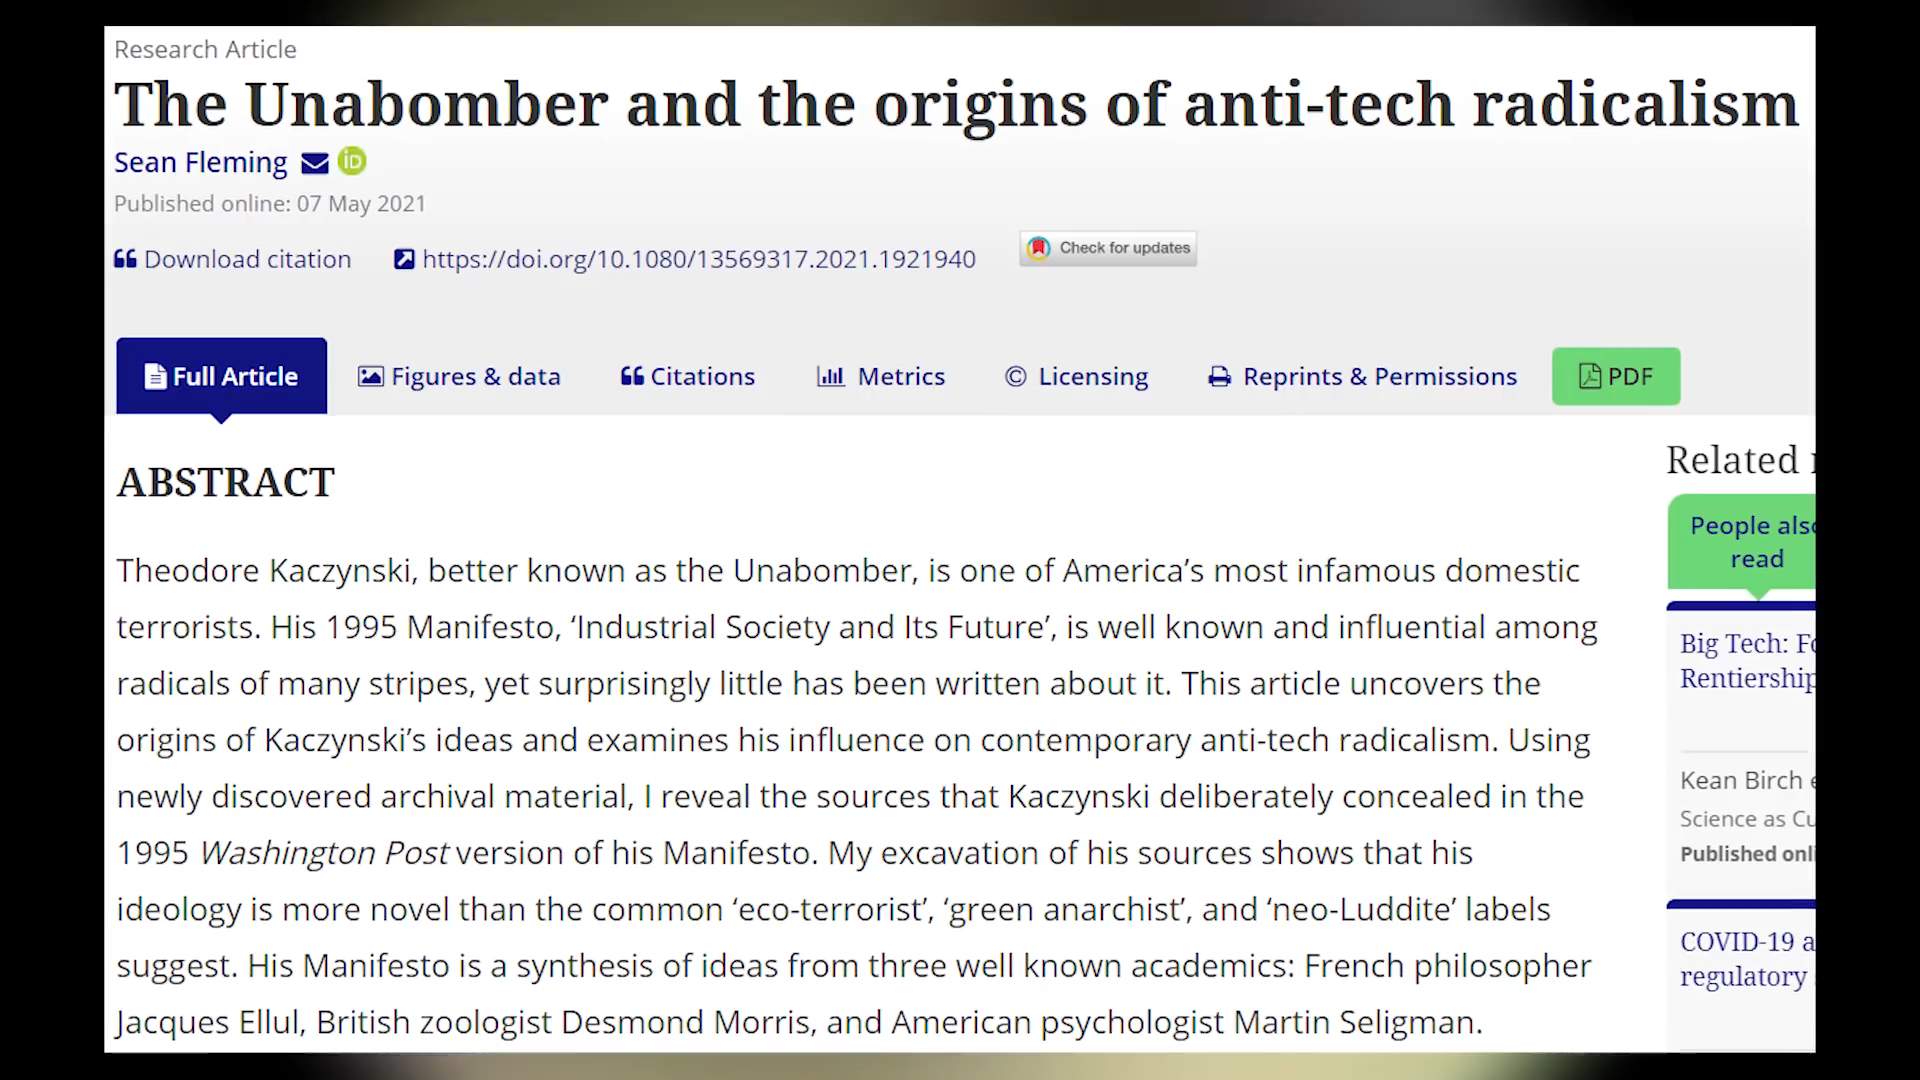 Research Article
The Unabomber and the origins of anti-tech radicalism
Sean Fleming iD
Published online: 07 May 2021
Download citation https://doi.org/10.1080/13569317.2021.1921940 Check for updates
Full Article Figures & data Citations Metrics Licensing Reprints & Permissions PDF
ABSTRACT
Theodore Kaczynski, better known as the Unabomber, is one of America’s most infamous domestic
terrorists. His 1995 Manifesto, ‘Industrial Society and Its Future’, is well known and influential among
radicals of many stripes, yet surprisingly little has been written about it. This article uncovers the
origins of Kaczynski’s ideas and examines his influence on contemporary anti-tech radicalism. Using
newly discovered archival material, I reveal the sources that Kaczynski deliberately concealed in the
1995 Washington Post version of his Manifesto. My excavation of his sources shows that his
ideology is more novel than the common ‘eco-terrorist’, ‘green anarchist’, and ‘neo-Luddite’ labels
suggest. His Manifesto is a synthesis of ideas from three well known academics: French philosopher
Jacques Ellul, British zoologist Desmond Morris, and American psychologist Martin Seligman.
Related
People also
read
Big Tech:
Rentiership
Kean Birch
Science as
Published
COVID-19
regulatory